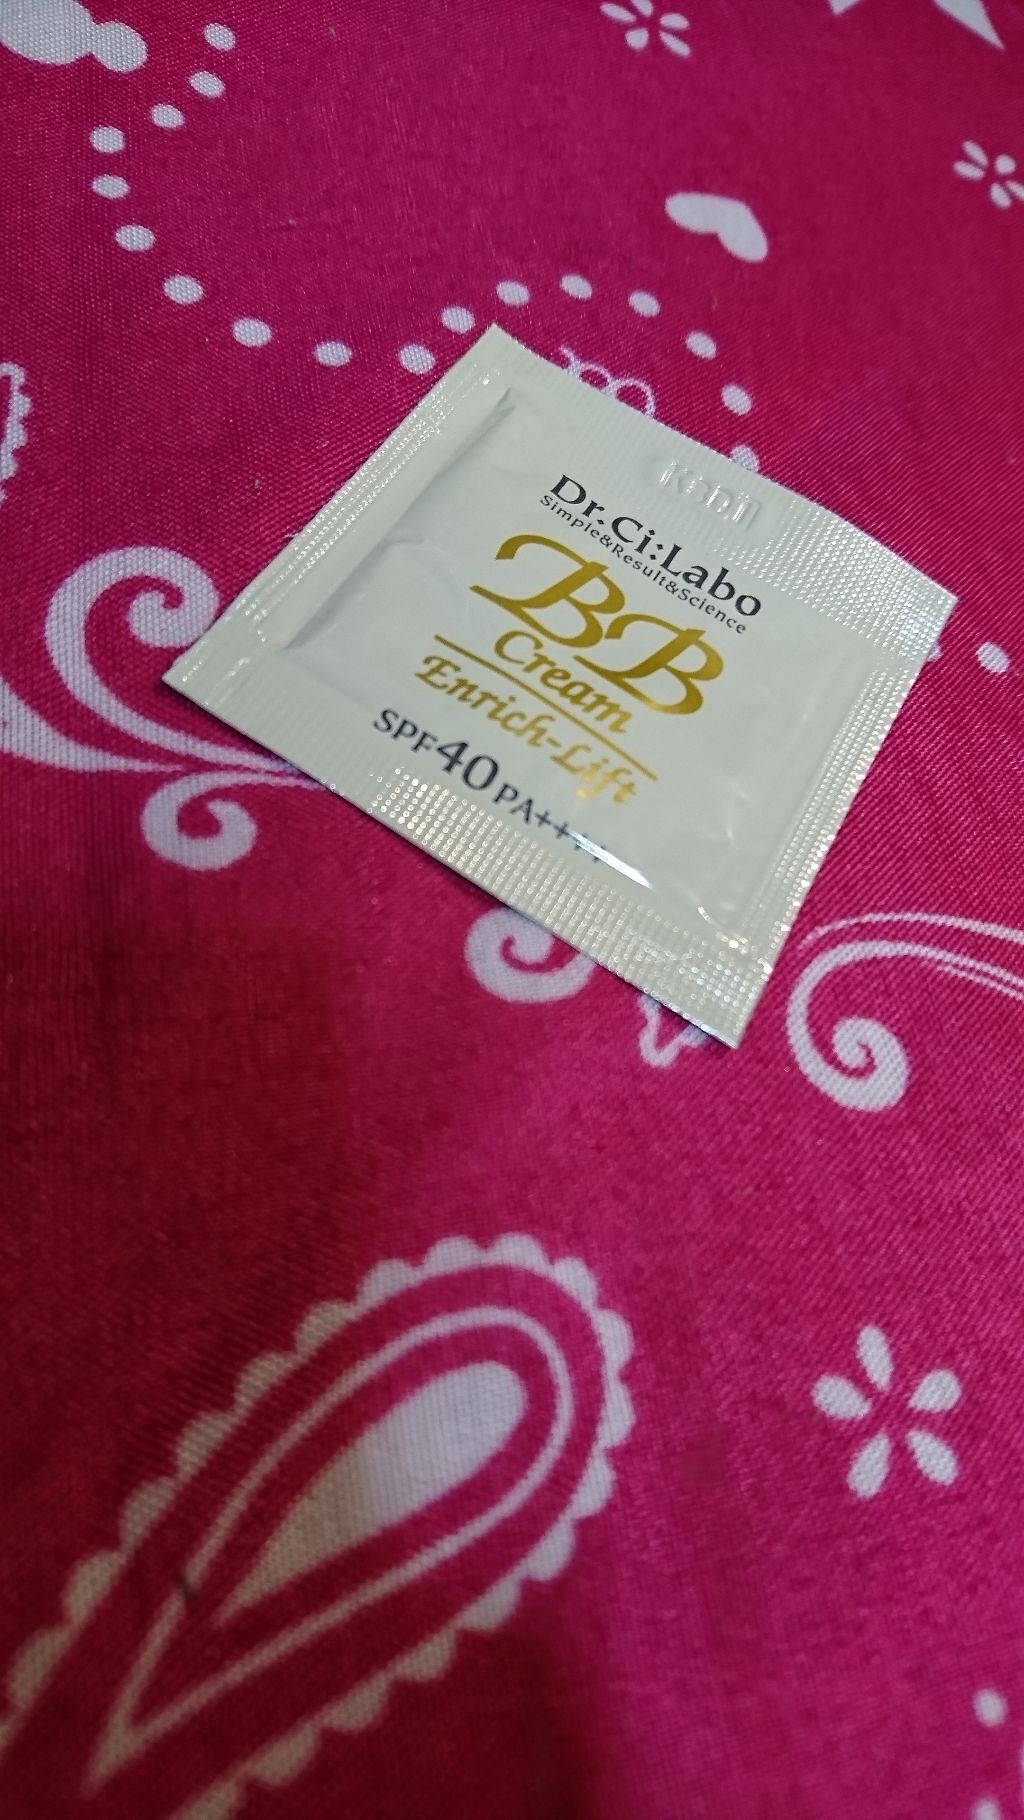 Dr.Ci:Labo
Simple&Result&Science
BB
Cream
Enrich-Lift
SPF40 PA++++